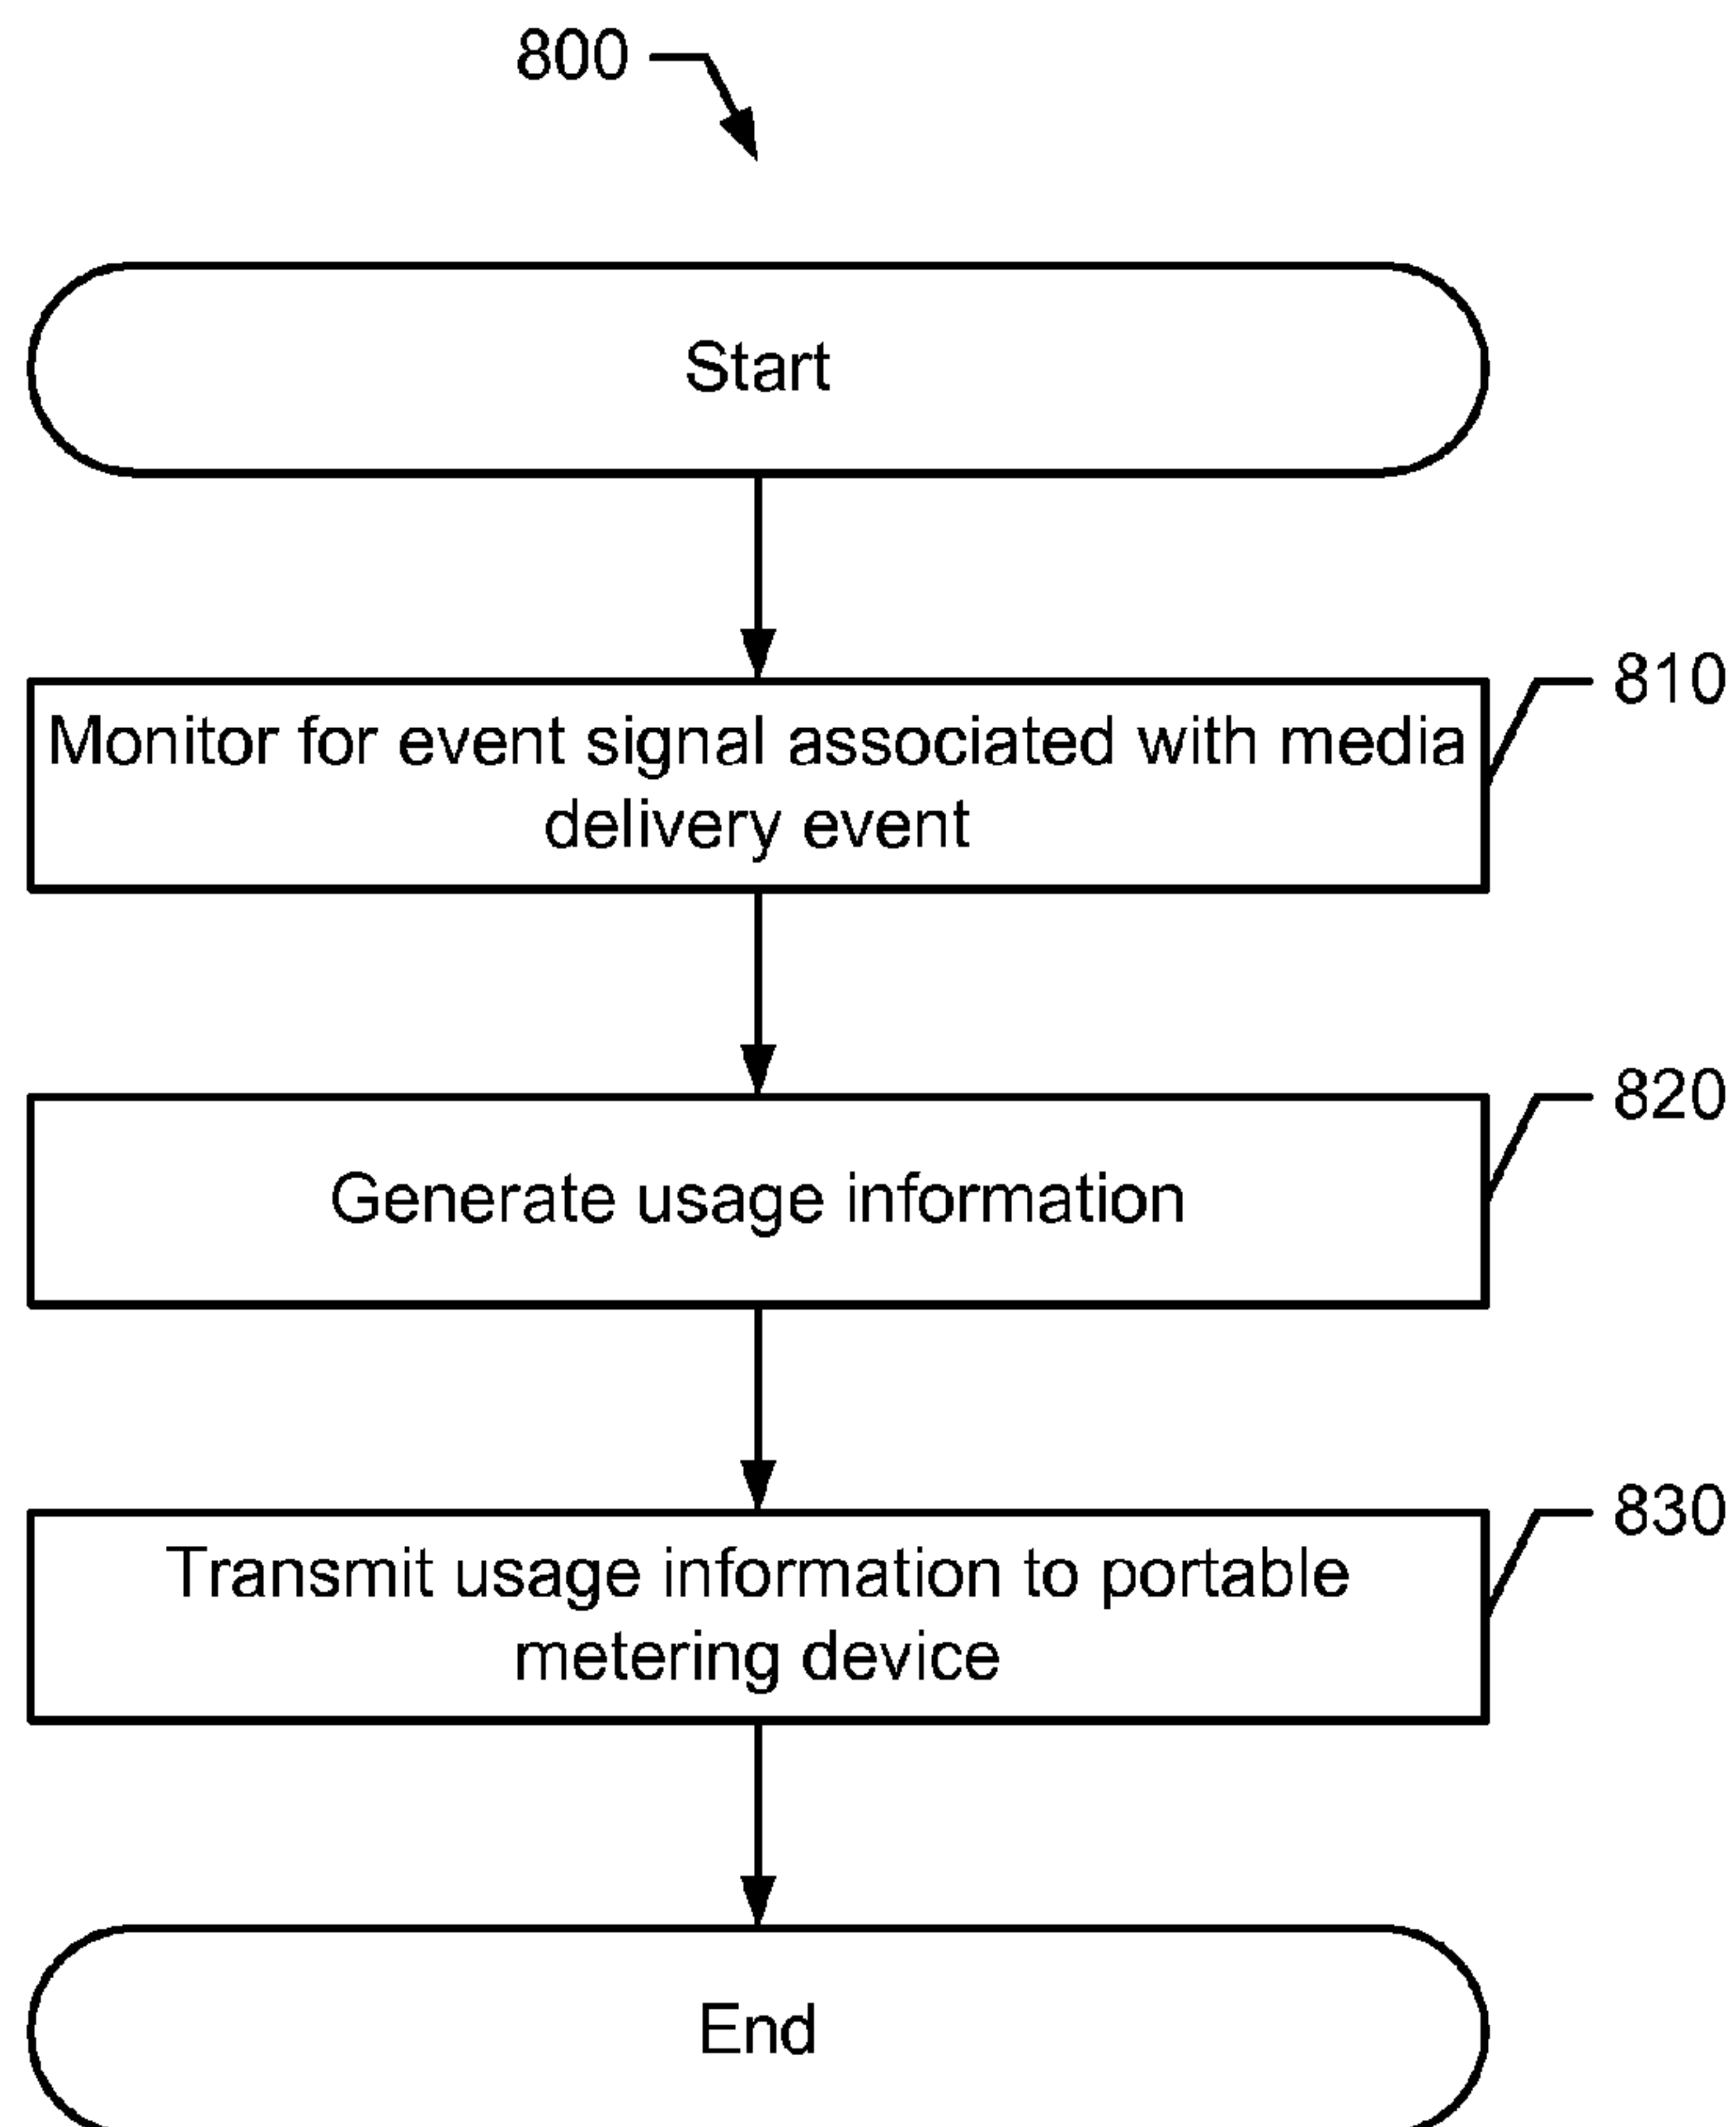 800
Start
810
Monitor for event signal associated with media
delivery event
820
Generate usage information
830
Transmit usage information to portable
metering device
End